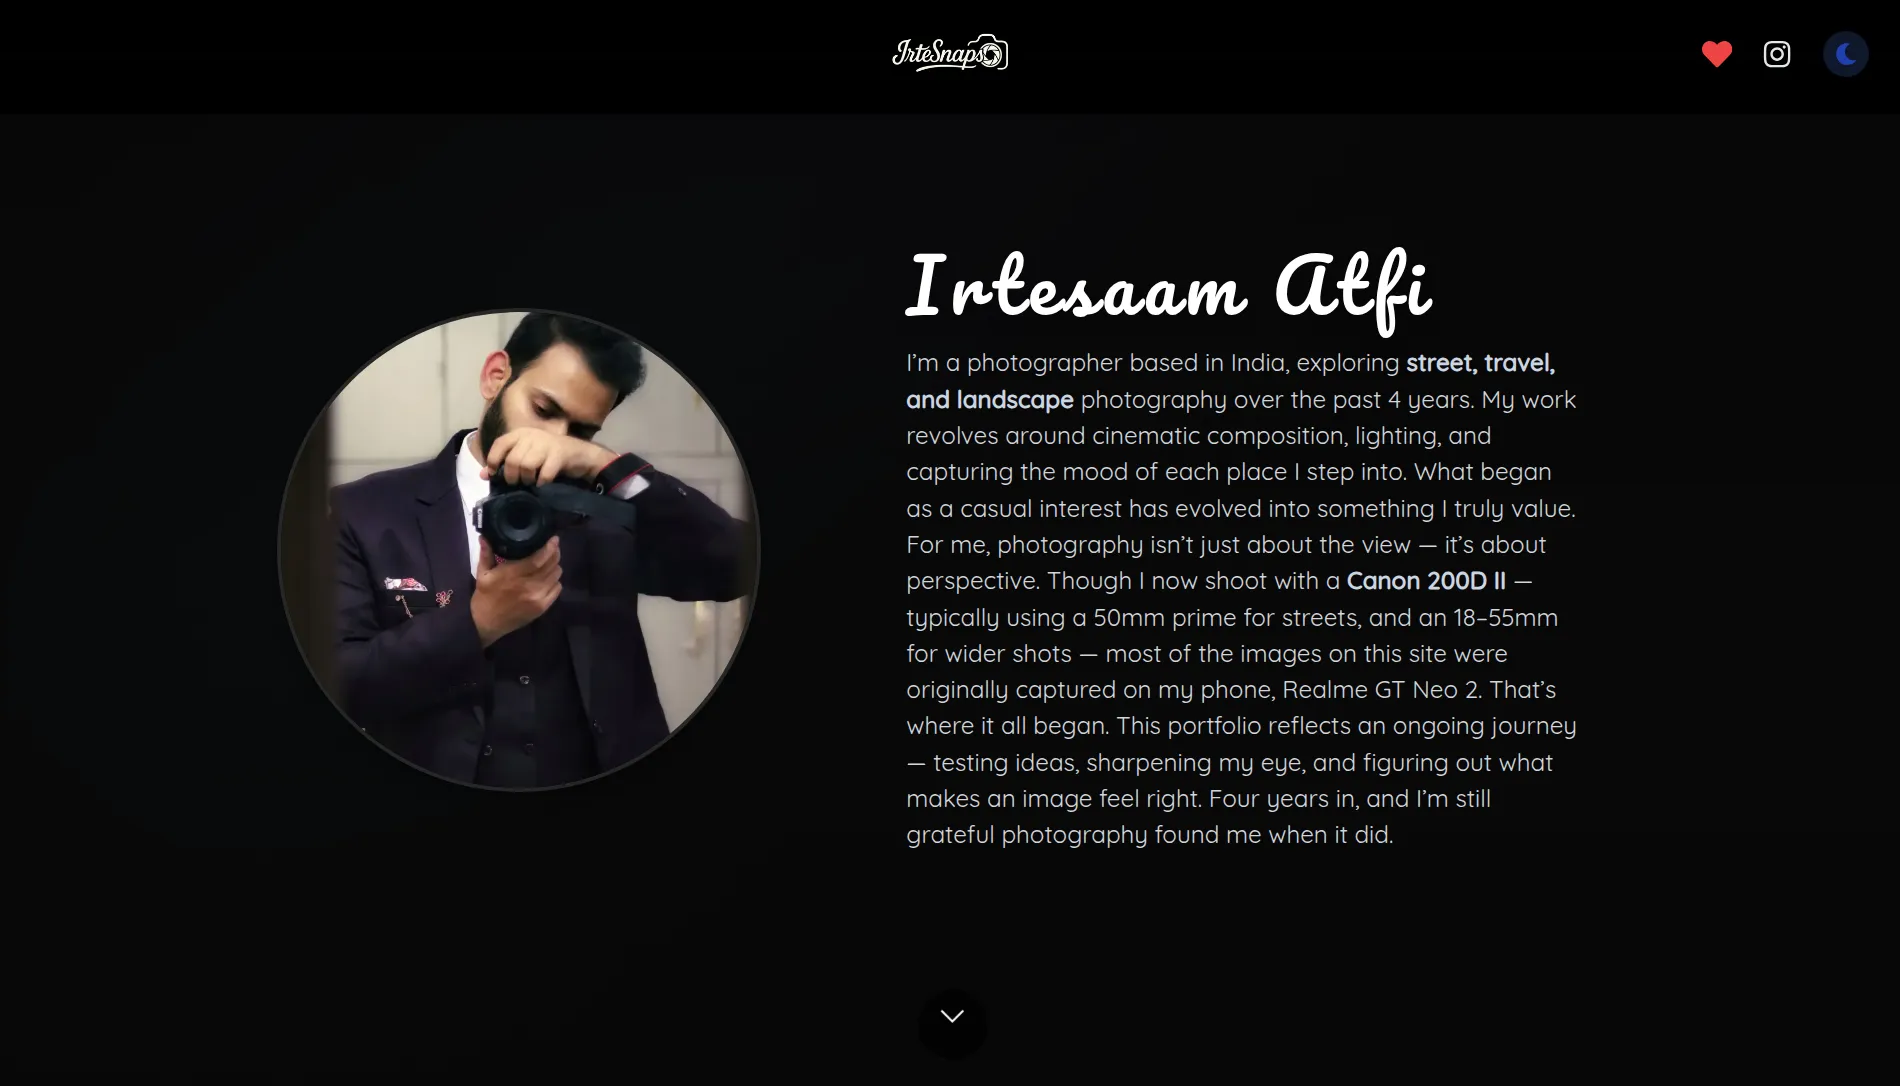 IrteSnaps
Irtesaam Atfi
I’m a photographer based in India, exploring street, travel,
and landscape photography over the past 4 years. My work
revolves around cinematic composition, lighting, and
capturing the mood of each place I step into. What began
as a casual interest has evolved into something I truly value.
For me, photography isn’t just about the view — it’s about
perspective. Though I now shoot with a Canon 200D II —
typically using a 50mm prime for streets, and an 18–55mm
for wider shots — most of the images on this site were
originally captured on my phone, Realme GT Neo 2. That’s
where it all began. This portfolio reflects an ongoing journey
— testing ideas, sharpening my eye, and figuring out what
makes an image feel right. Four years in, and I’m still
grateful photography found me when it did.